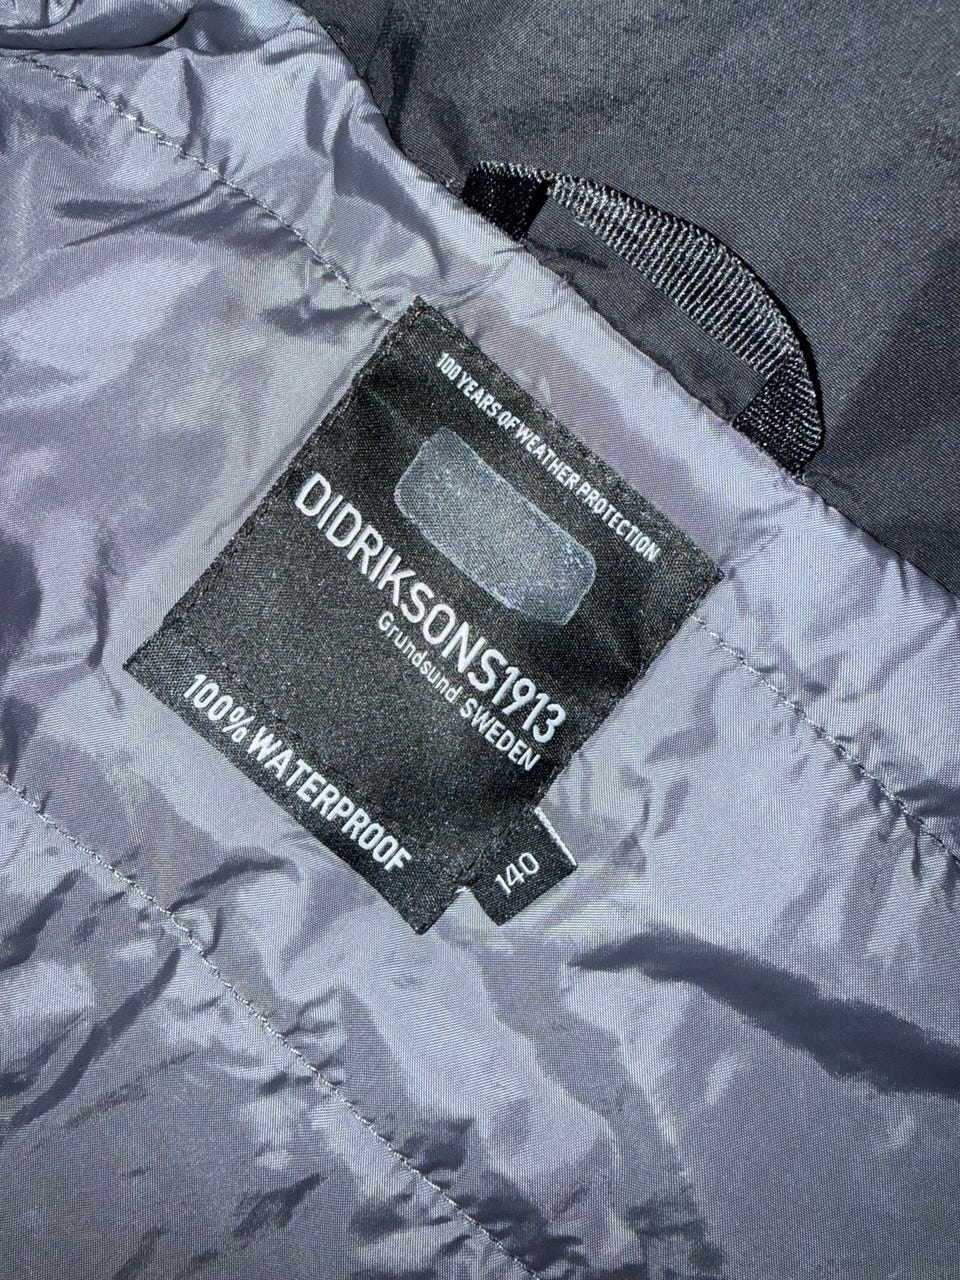 100 YEARS OF WEATHER PROTECTION
DIDRIKSONS1913
Grundsund SWEDEN
100% WATERPROOF
140